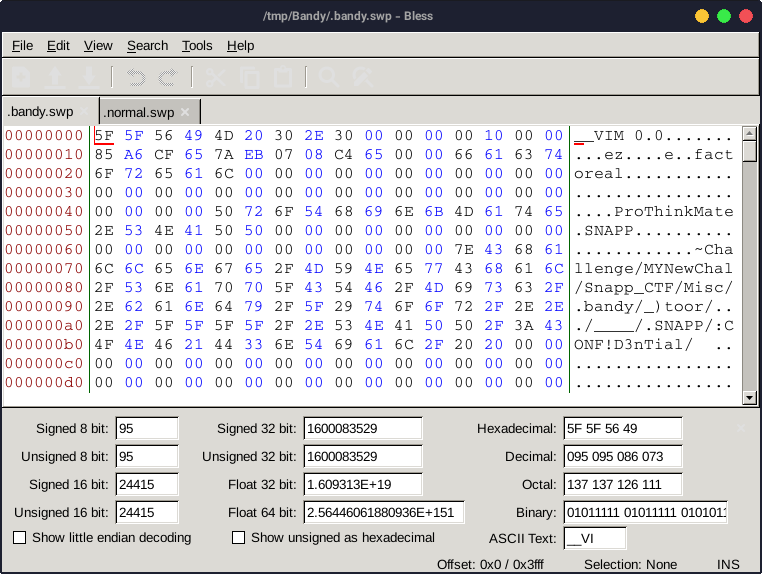 /tmp/Bandy/.bandy.swp - Bless
File Edit View Search Tools Help
.bandy.swp × .normal.swp ×
00000000 5F 5F 56 49 4D 20 30 2E 30 00 00 00 00 10 00 00 __VIM 0.0.......
00000010 85 A6 CF 65 7A EB 07 08 C4 65 00 00 66 61 63 74 ...ez....e..fact
00000020 6F 72 65 61 6C 00 00 00 00 00 00 00 00 00 00 00 oreal...........
00000030 00 00 00 00 00 00 00 00 00 00 00 00 00 00 00 00 ................
00000040 00 00 00 00 50 72 6F 54 68 69 6E 6B 4D 61 74 65 ....ProThinkMate
00000050 2E 53 4E 41 50 50 00 00 00 00 00 00 00 00 00 00 .SNAPP..........
00000060 00 00 00 00 00 00 00 00 00 00 00 00 7E 43 68 61 ............~Cha
00000070 6C 6C 65 6E 67 65 2F 4D 59 4E 65 77 43 68 61 6C llenge/MYNewChal
00000080 2F 53 6E 61 70 70 5F 43 54 46 2F 4D 69 73 63 2F /Snapp_CTF/Misc/
00000090 2E 62 61 6E 64 79 2F 5F 29 74 6F 6F 72 2F 2E 2E .bandy/_)toor/..
000000a0 2E 2F 5F 5F 5F 5F 2F 2E 53 4E 41 50 50 2F 3A 43 ./____/.SNAPP/:C
000000b0 4F 4E 46 21 44 33 6E 54 69 61 6C 2F 20 20 00 00 ONF!D3nTial/  ..
000000c0 00 00 00 00 00 00 00 00 00 00 00 00 00 00 00 00 ................
000000d0 00 00 00 00 00 00 00 00 00 00 00 00 00 00 00 00 ................
Signed 8 bit: 95 Signed 32 bit: 1600083529 Hexadecimal: 5F 5F 56 49 ×
Unsigned 8 bit: 95 Unsigned 32 bit: 1600083529 Decimal: 095 095 086 073
Signed 16 bit: 24415 Float 32 bit: 1.609313E+19 Octal: 137 137 126 111
Unsigned 16 bit: 24415 Float 64 bit: 2.56446061880936E+151 Binary: 01011111 01011111 0101011
Show little endian decoding Show unsigned as hexadecimal ASCII Text: __VI
Offset: 0x0 / 0x3fff Selection: None INS